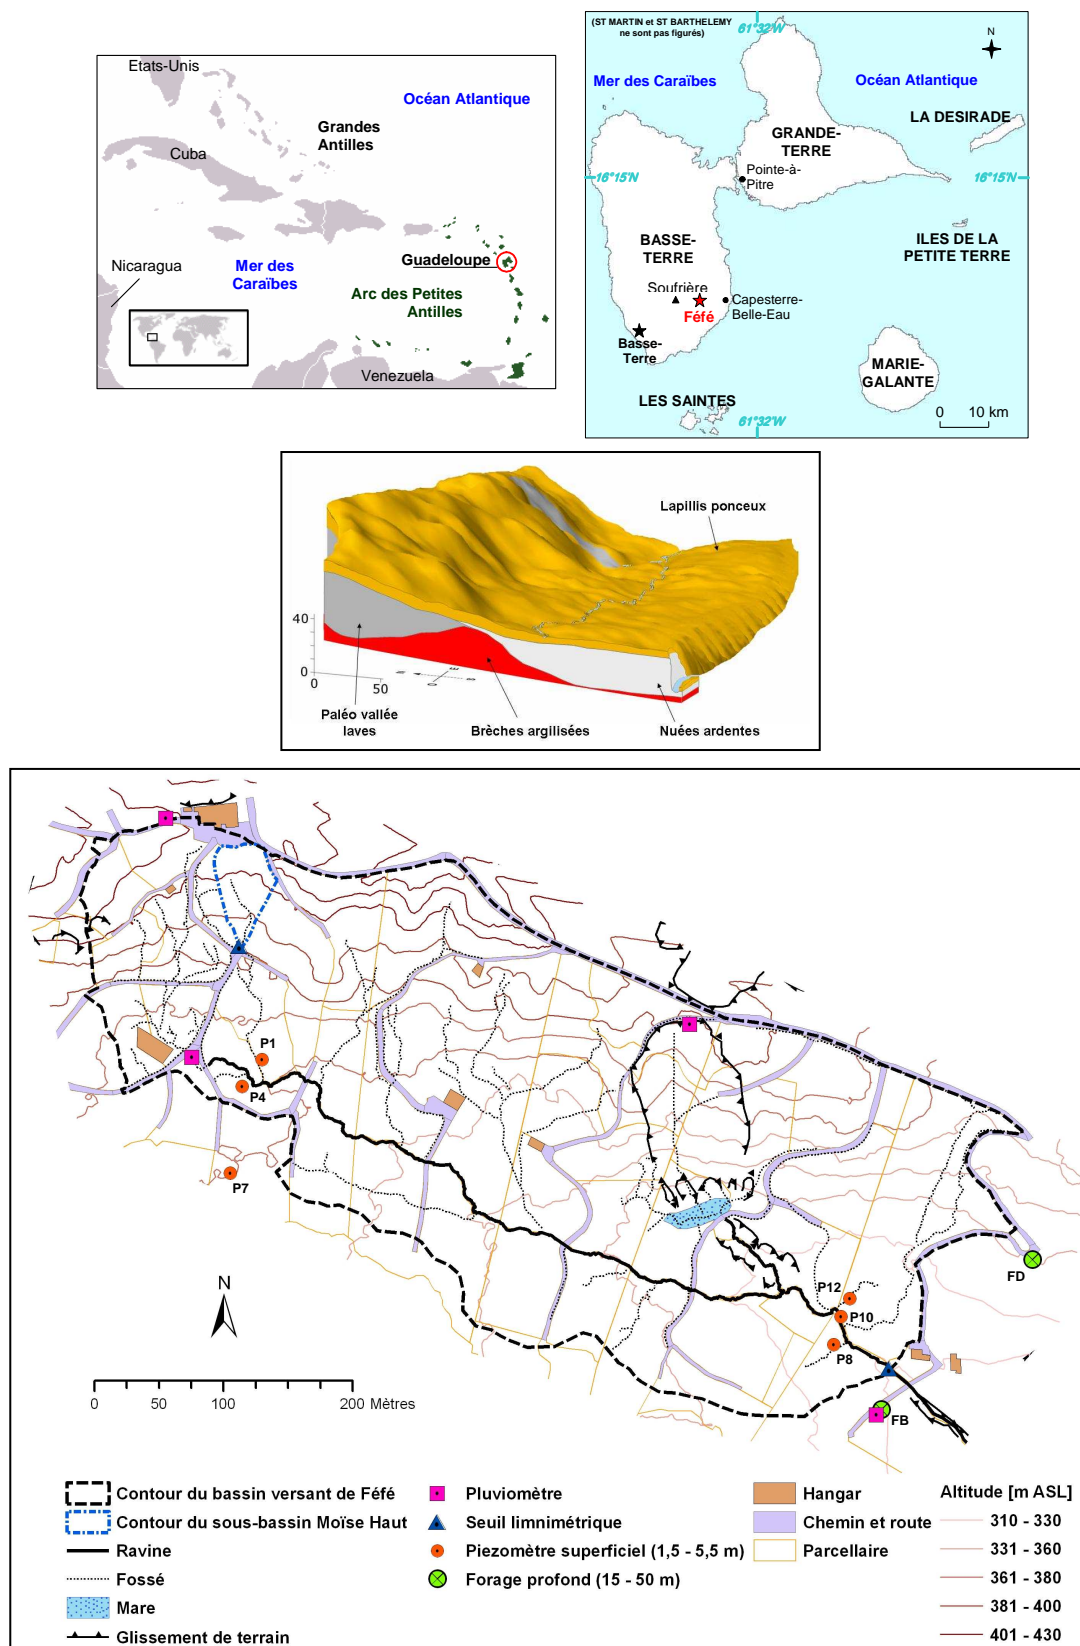 Etats-Unis
Océan Atlantique
Grandes
Antilles
Cuba
Guadeloupe
Nicaragua
Mer des
Caraïbes
Arc des Petites
Antilles
Venezuela
(ST MARTIN et ST BARTHELEMY
ne sont pas figurés)
61°32'W
N
Mer des Caraïbes
Océan Atlantique
LA DESIRADE
GRANDE-
TERRE
16°15'N
Pointe-à-
Pitre
16°15'N
BASSE-
TERRE
ILES DE LA
PETITE TERRE
Soufrière
Féfé
Capesterre-
Belle-Eau
Basse-
Terre
MARIE-
GALANTE
LES SAINTES
0 10 km
61°32'W
Lapillis ponceux
40
0
0
50
Paléo vallée
laves
Brèches argilisées
Nuées ardentes
P1
P4
P7
N
P12
P10
P8
FD
FB
0 50 100 200 Mètres
Contour du bassin versant de Féfé
Contour du sous-bassin Moïse Haut
Ravine
Fossé
Mare
Glissement de terrain
Pluviomètre
Seuil limnimétrique
Piezomètre superficiel (1,5 - 5,5 m)
Forage profond (15 - 50 m)
Hangar
Chemin et route
Parcellaire
Altitude [m ASL]
310 - 330
331 - 360
361 - 380
381 - 400
401 - 430